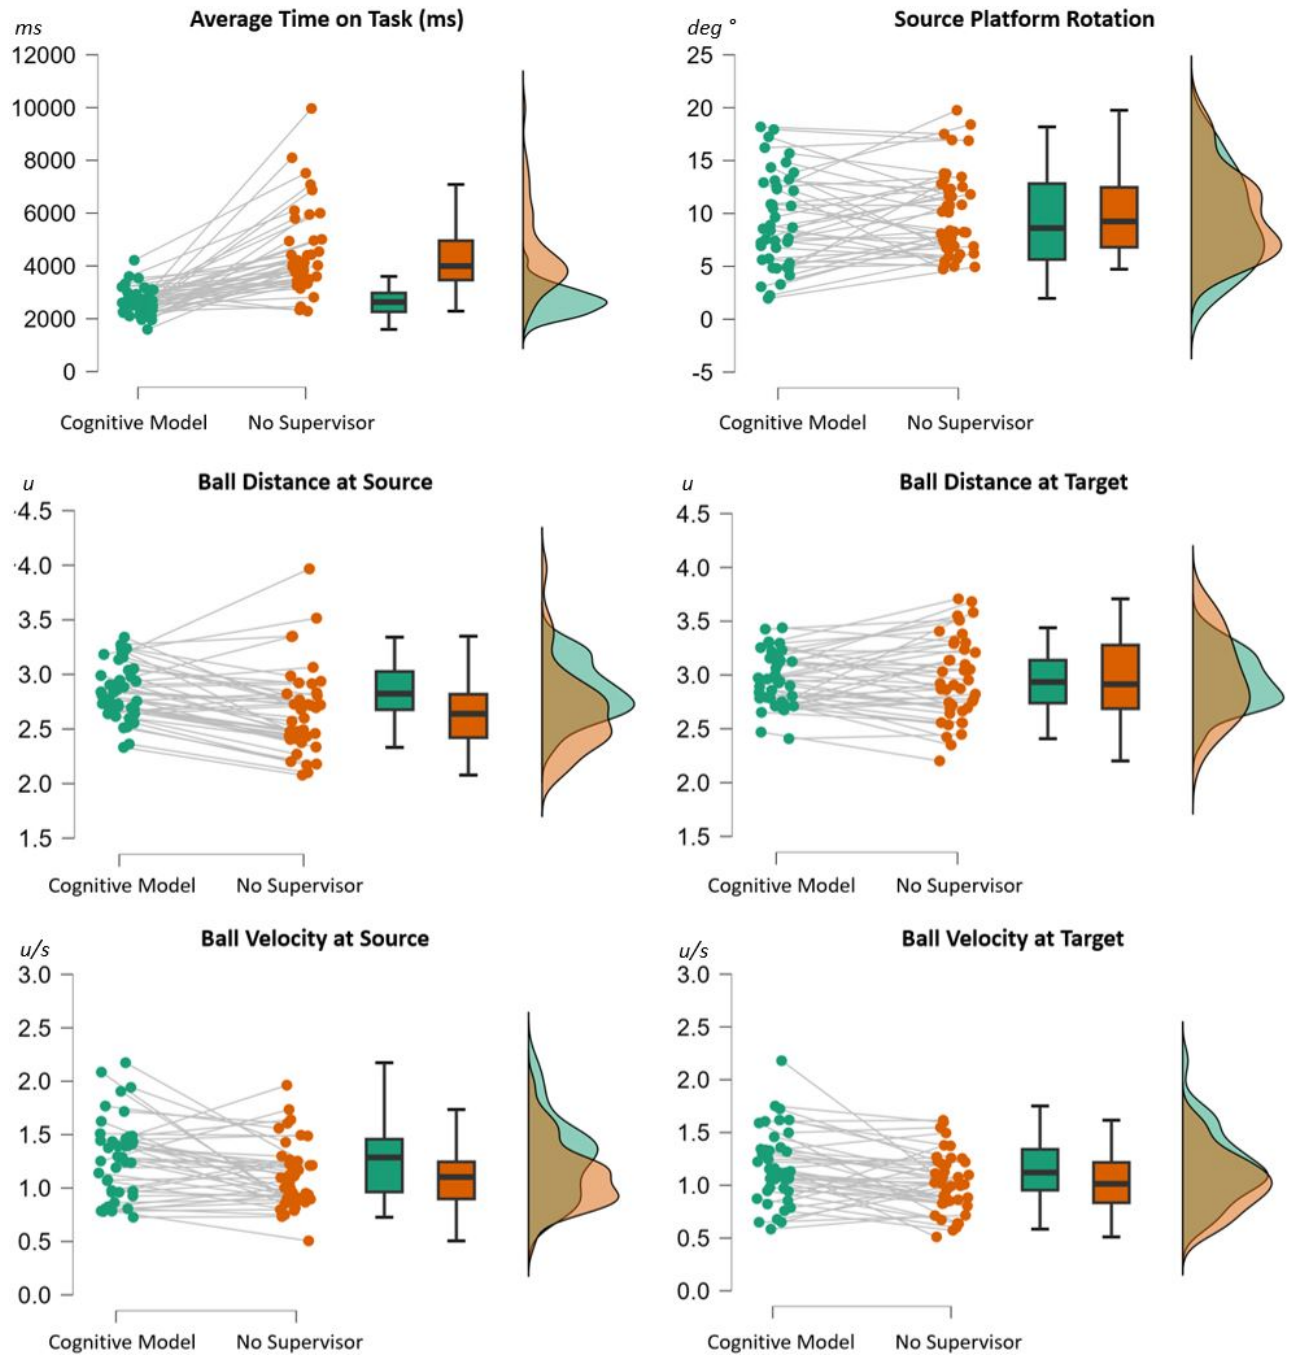 Average Time on Task (ms)
ms
12000
10000
8000
6000
4000
2000
0
Cognitive Model No Supervisor
Source Platform Rotation
deg °
25
20
15
10
5
0
-5
Cognitive Model No Supervisor
Ball Distance at Source
u
4.5
4.0
3.5
3.0
2.5
2.0
1.5
Cognitive Model No Supervisor
Ball Distance at Target
u
4.5
4.0
3.5
3.0
2.5
2.0
1.5
Cognitive Model No Supervisor
Ball Velocity at Source
u/s
3.0
2.5
2.0
1.5
1.0
0.5
0.0
Cognitive Model No Supervisor
Ball Velocity at Target
u/s
3.0
2.5
2.0
1.5
1.0
0.5
0.0
Cognitive Model No Supervisor